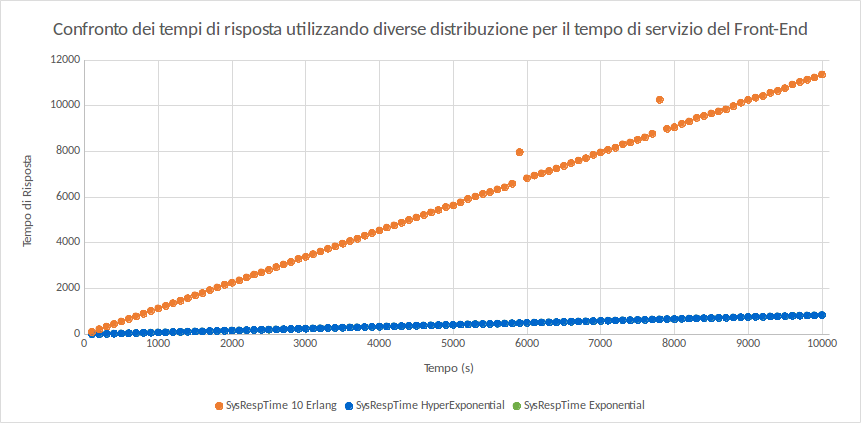 Confronto dei tempi di risposta utilizzando diverse distribuzione per il tempo di servizio del Front-End
12000
10000
8000
6000
4000
2000
0
Tempo di Risposta
0 1000 2000 3000 4000 5000 6000 7000 8000 9000 10000
Tempo (s)
SysRespTime 10 Erlang SysRespTime HyperExponential SysRespTime Exponential